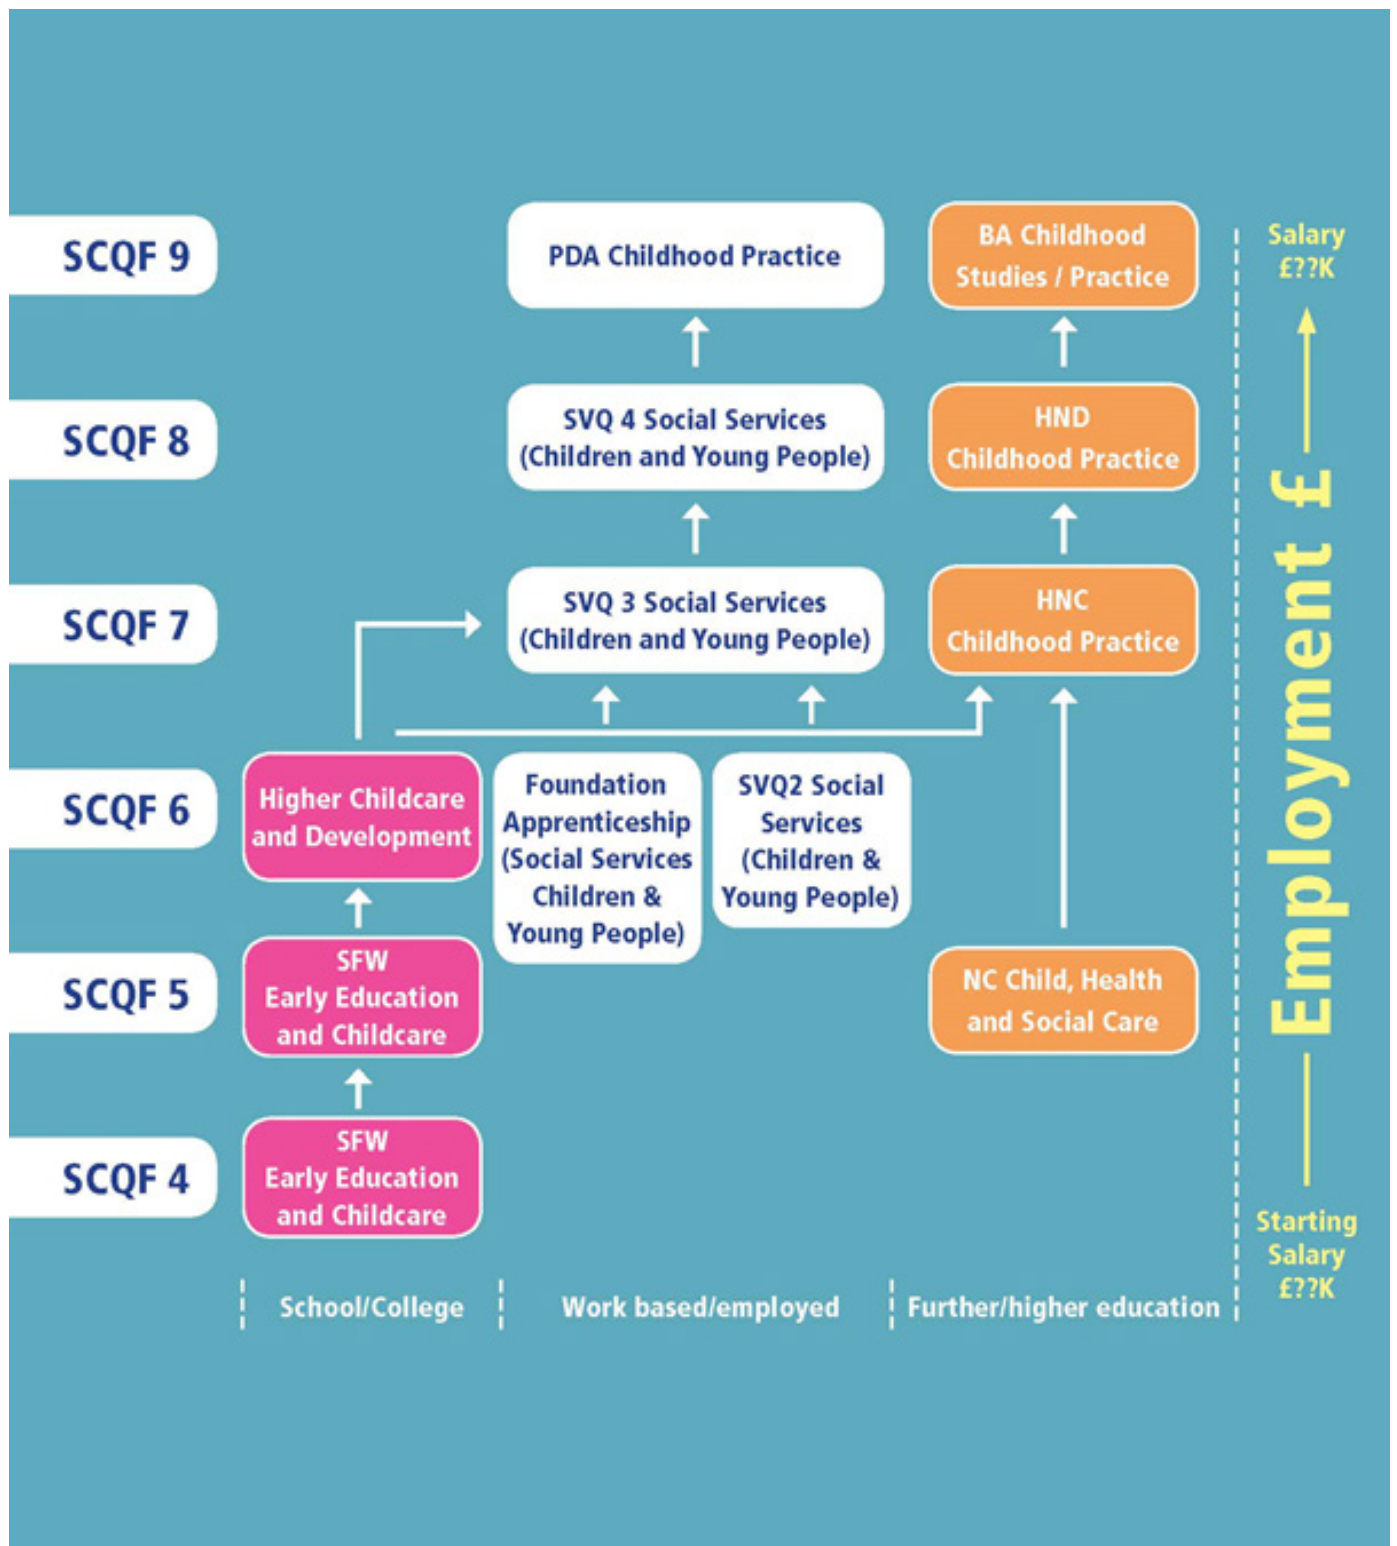 SCQF 9
PDA Childhood Practice
BA Childhood
Studies / Practice
Salary
£??K
SCQF 8
SVQ 4 Social Services
(Children and Young People)
HND
Childhood Practice
SCQF 7
SVQ 3 Social Services
(Children and Young People)
HNC
Childhood Practice
Employment £
SCQF 6
Higher Childcare
and Development
Foundation
Apprenticeship
(Social Services
Children &
Young People)
SVQ2 Social
Services
(Children &
Young People)
SCQF 5
SFW
Early Education
and Childcare
NC Child, Health
and Social Care
SCQF 4
SFW
Early Education
and Childcare
Starting
Salary
£??K
School/College
Work based/employed
Further/higher education